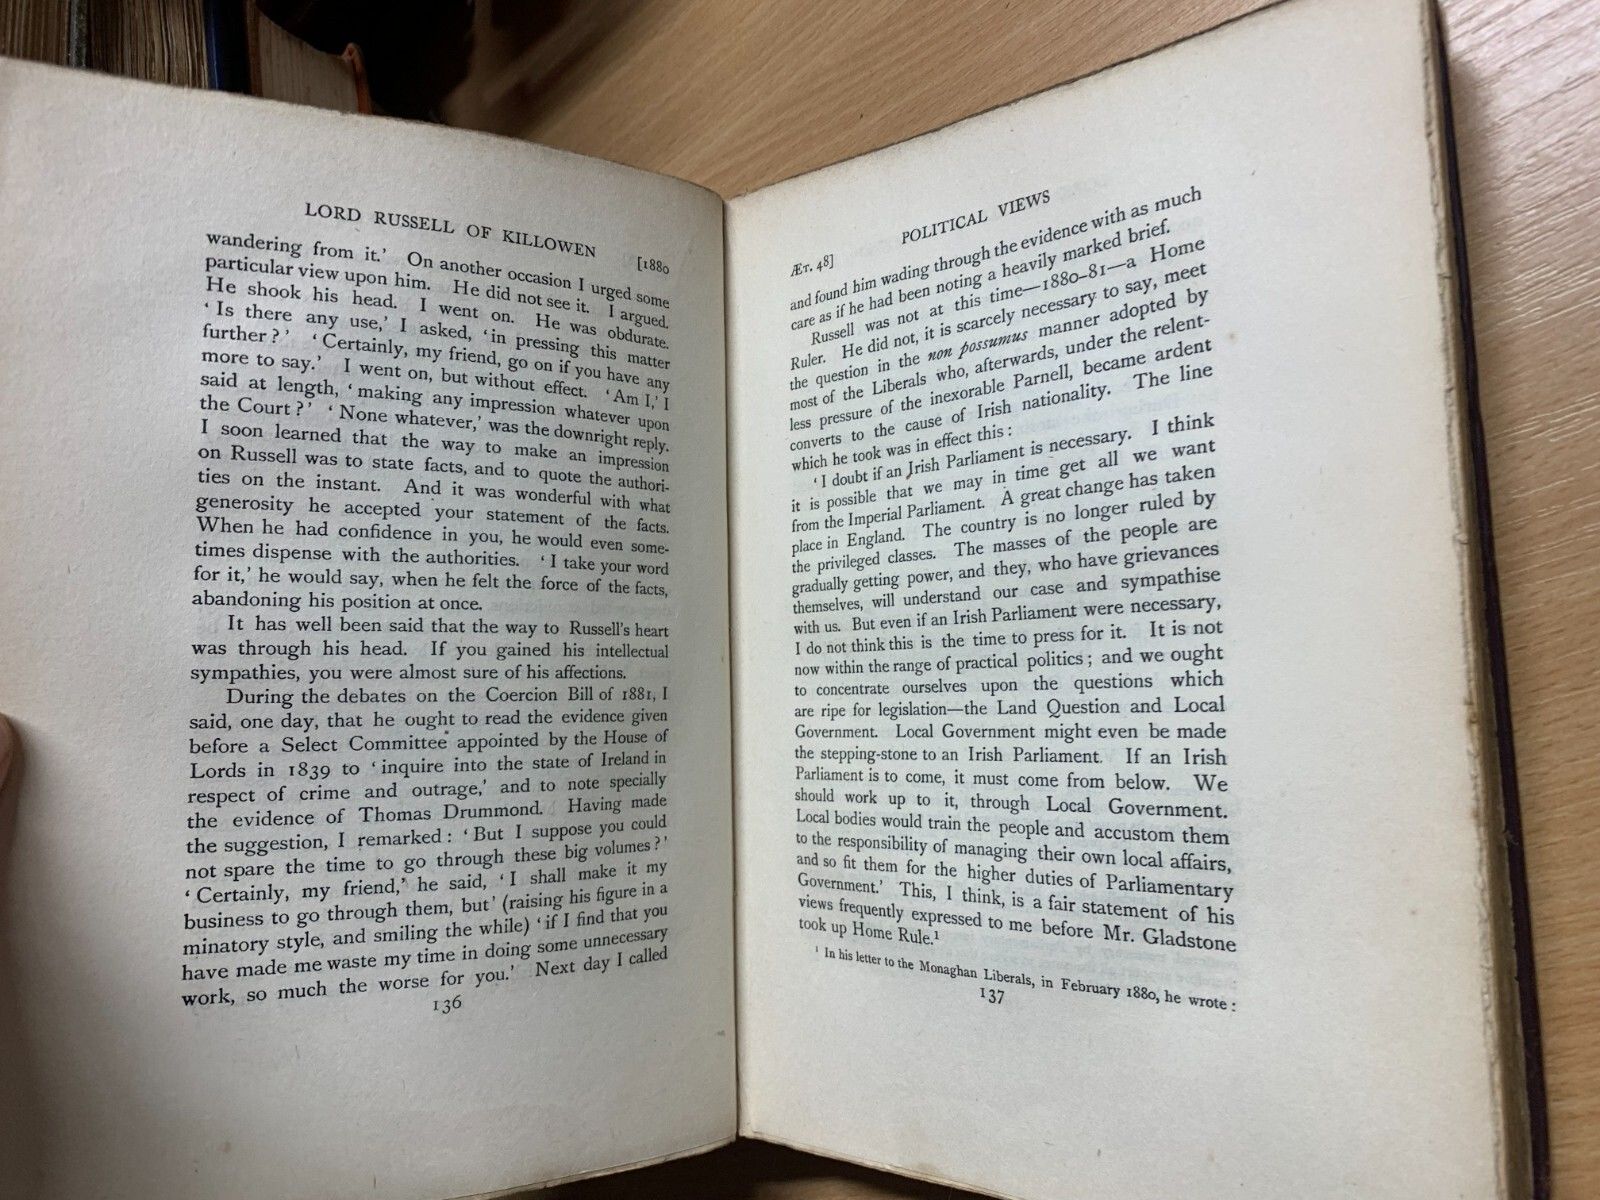 LORD RUSSELL OF KILLOWEN
[1880
wandering from it.' On another occasion I urged some
particular view upon him. He did not see it. I argued.
He shook his head. I went on. He was obdurate.
'Is there any use,' I asked, 'in pressing this matter
further?' 'Certainly, my friend, go on if you have any
more to say.' I went on, but without effect. 'Am I,' I
said at length, 'making any impression whatever upon
the Court?' 'None whatever,' was the downright reply.
I soon learned that the way to make an impression
on Russell was to state facts, and to quote the authori-
ties on the instant. And it was wonderful with what
generosity he accepted your statement of the facts.
When he had confidence in you, he would even some-
times dispense with the authorities. 'I take your word
for it,' he would say, when he felt the force of the facts,
abandoning his position at once.
It has well been said that the way to Russell's heart
was through his head. If you gained his intellectual
sympathies, you were almost sure of his affections.
During the debates on the Coercion Bill of 1881, I
said, one day, that he ought to read the evidence given
before a Select Committee appointed by the House of
Lords in 1839 to 'inquire into the state of Ireland in
respect of crime and outrage,' and to note specially
the evidence of Thomas Drummond. Having made
the suggestion, I remarked: 'But I suppose you could
not spare the time to go through these big volumes?'
'Certainly, my friend,' he said, 'I shall make it my
business to go through them, but' (raising his figure in a
minatory style, and smiling the while) 'if I find that you
have made me waste my time in doing some unnecessary
work, so much the worse for you.' Next day I called
136
POLITICAL VIEWS
ÆT. 48]
and found him wading through the evidence with as much
care as if he had been noting a heavily marked brief.
Russell was not at this time—1880-81—a Home
Ruler. He did not, it is scarcely necessary to say, meet
the question in the non possumus manner adopted by
most of the Liberals who, afterwards, under the relent-
less pressure of the inexorable Parnell, became ardent
converts to the cause of Irish nationality. The line
which he took was in effect this:
'I doubt if an Irish Parliament is necessary. I think
it is possible that we may in time get all we want
from the Imperial Parliament. A great change has taken
place in England. The country is no longer ruled by
the privileged classes. The masses of the people are
gradually getting power, and they, who have grievances
themselves, will understand our case and sympathise
with us. But even if an Irish Parliament were necessary,
I do not think this is the time to press for it. It is not
now within the range of practical politics; and we ought
to concentrate ourselves upon the questions which
are ripe for legislation—the Land Question and Local
Government. Local Government might even be made
the stepping-stone to an Irish Parliament. If an Irish
Parliament is to come, it must come from below. We
should work up to it, through Local Government.
Local bodies would train the people and accustom them
to the responsibility of managing their own local affairs,
and so fit them for the higher duties of Parliamentary
Government.' This, I think, is a fair statement of his
views frequently expressed to me before Mr. Gladstone
took up Home Rule.¹
¹ In his letter to the Monaghan Liberals, in February 1880, he wrote:
137